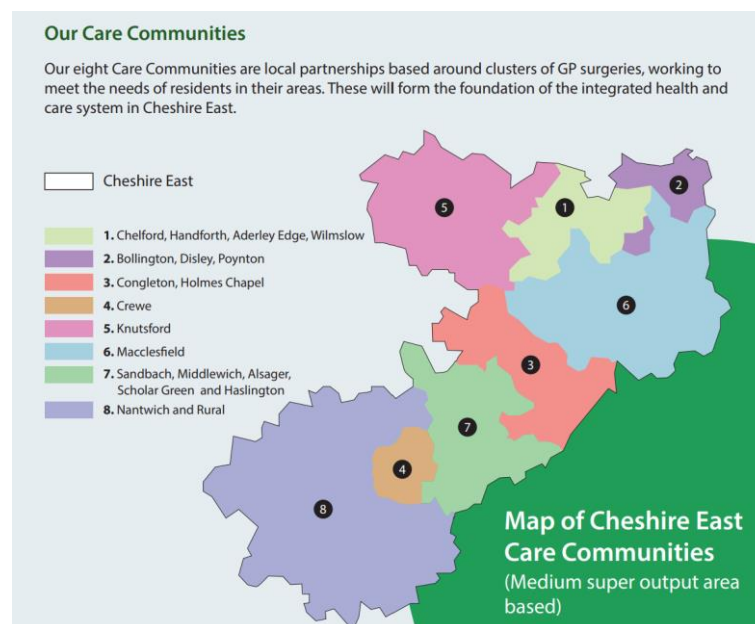 Our Care Communities
Our eight Care Communities are local partnerships based around clusters of GP surgeries, working to
meet the needs of residents in their areas. These will form the foundation of the integrated health and
care system in Cheshire East.
Cheshire East
1. Chelford, Handforth, Aderley Edge, Wilmslow
2. Bollington, Disley, Poynton
3. Congleton, Holmes Chapel
4. Crewe
5. Knutsford
6. Macclesfield
7. Sandbach, Middlewich, Alsager,
Scholar Green and Haslington
8. Nantwich and Rural
5
1
2
6
3
7
4
8
Map of Cheshire East
Care Communities
(Medium super output area
based)